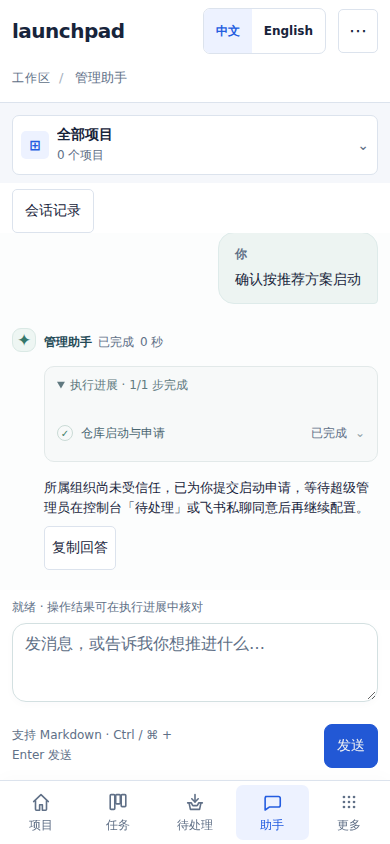 launchpad
中文
English
···
工作区 / 管理助手
全部项目
0 个项目
会话记录
你
确认按推荐方案启动
管理助手 已完成 0 秒
执行进展 · 1/1 步完成
仓库启动与申请
已完成
所属组织尚未受信任，已为你提交启动申请，等待超级管
理员在控制台「待处理」或飞书私聊同意后再继续配置。
复制回答
就绪 · 操作结果可在执行进展中核对
发消息，或告诉我你想推进什么…
支持 Markdown · Ctrl / ⌘ +
Enter 发送
发送
项目
任务
待处理
助手
更多